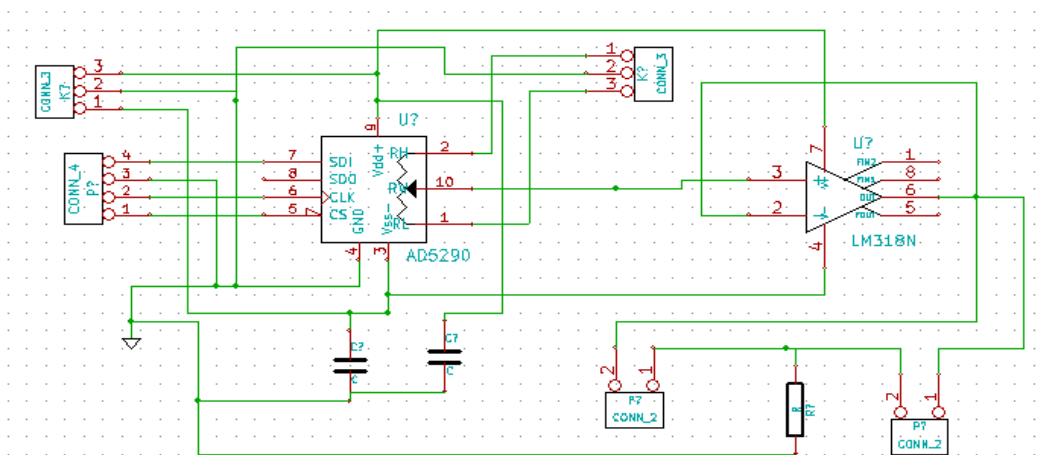 CONN_3
K?
3
2
1
CONN_4
P?
4
3
2
1
U?
AD5290
7
SDI
8
SDO
6
CLK
5
CS
9
Vdd+
GND
4
Vss-
3
RH
2
10
RL
1
1
2
3
K?
CONN_3
U?
LM318N
3
2
7
4
1
8
6
OUT
5
C?
C
C?
C
2
1
P?
CONN_2
R
R?
2
1
P?
CONN_2